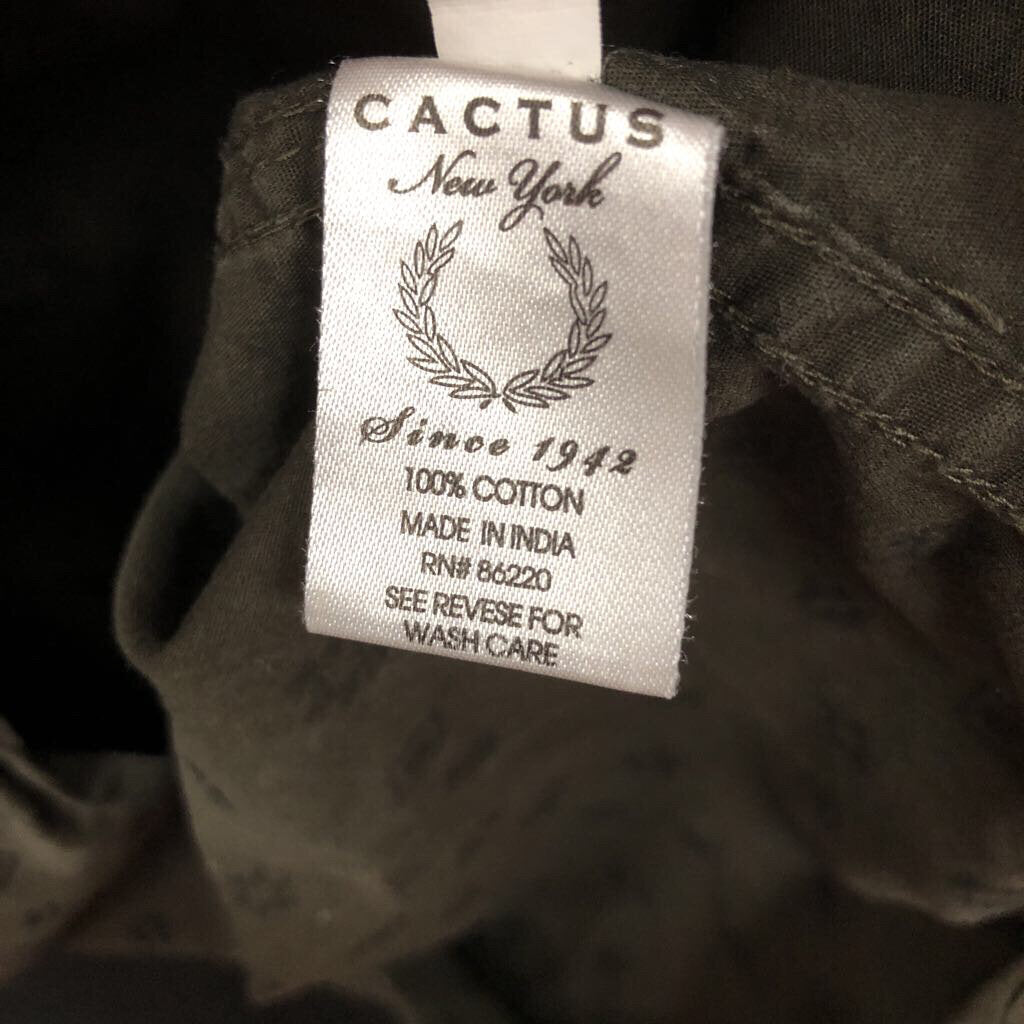 CACTUS
New York
Since 1942
100% COTTON
MADE IN INDIA
RN# 86220
SEE REVESE FOR
WASH CARE